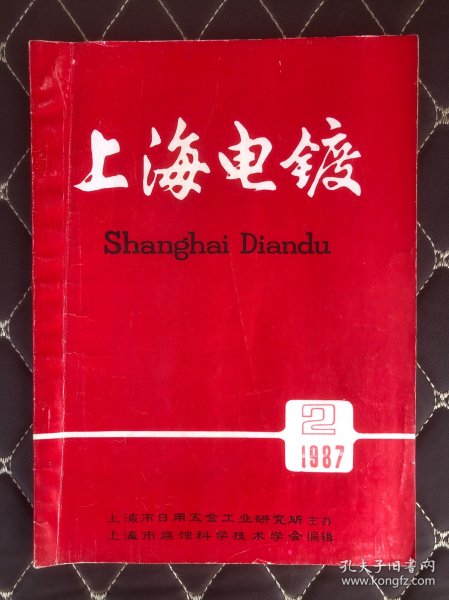 上海电镀
Shanghai Diandu
2
1987
上海市日用五金工业研究所主办
上海市腐蚀科学技术学会编辑
孔夫子旧书网
www.kongfz.com